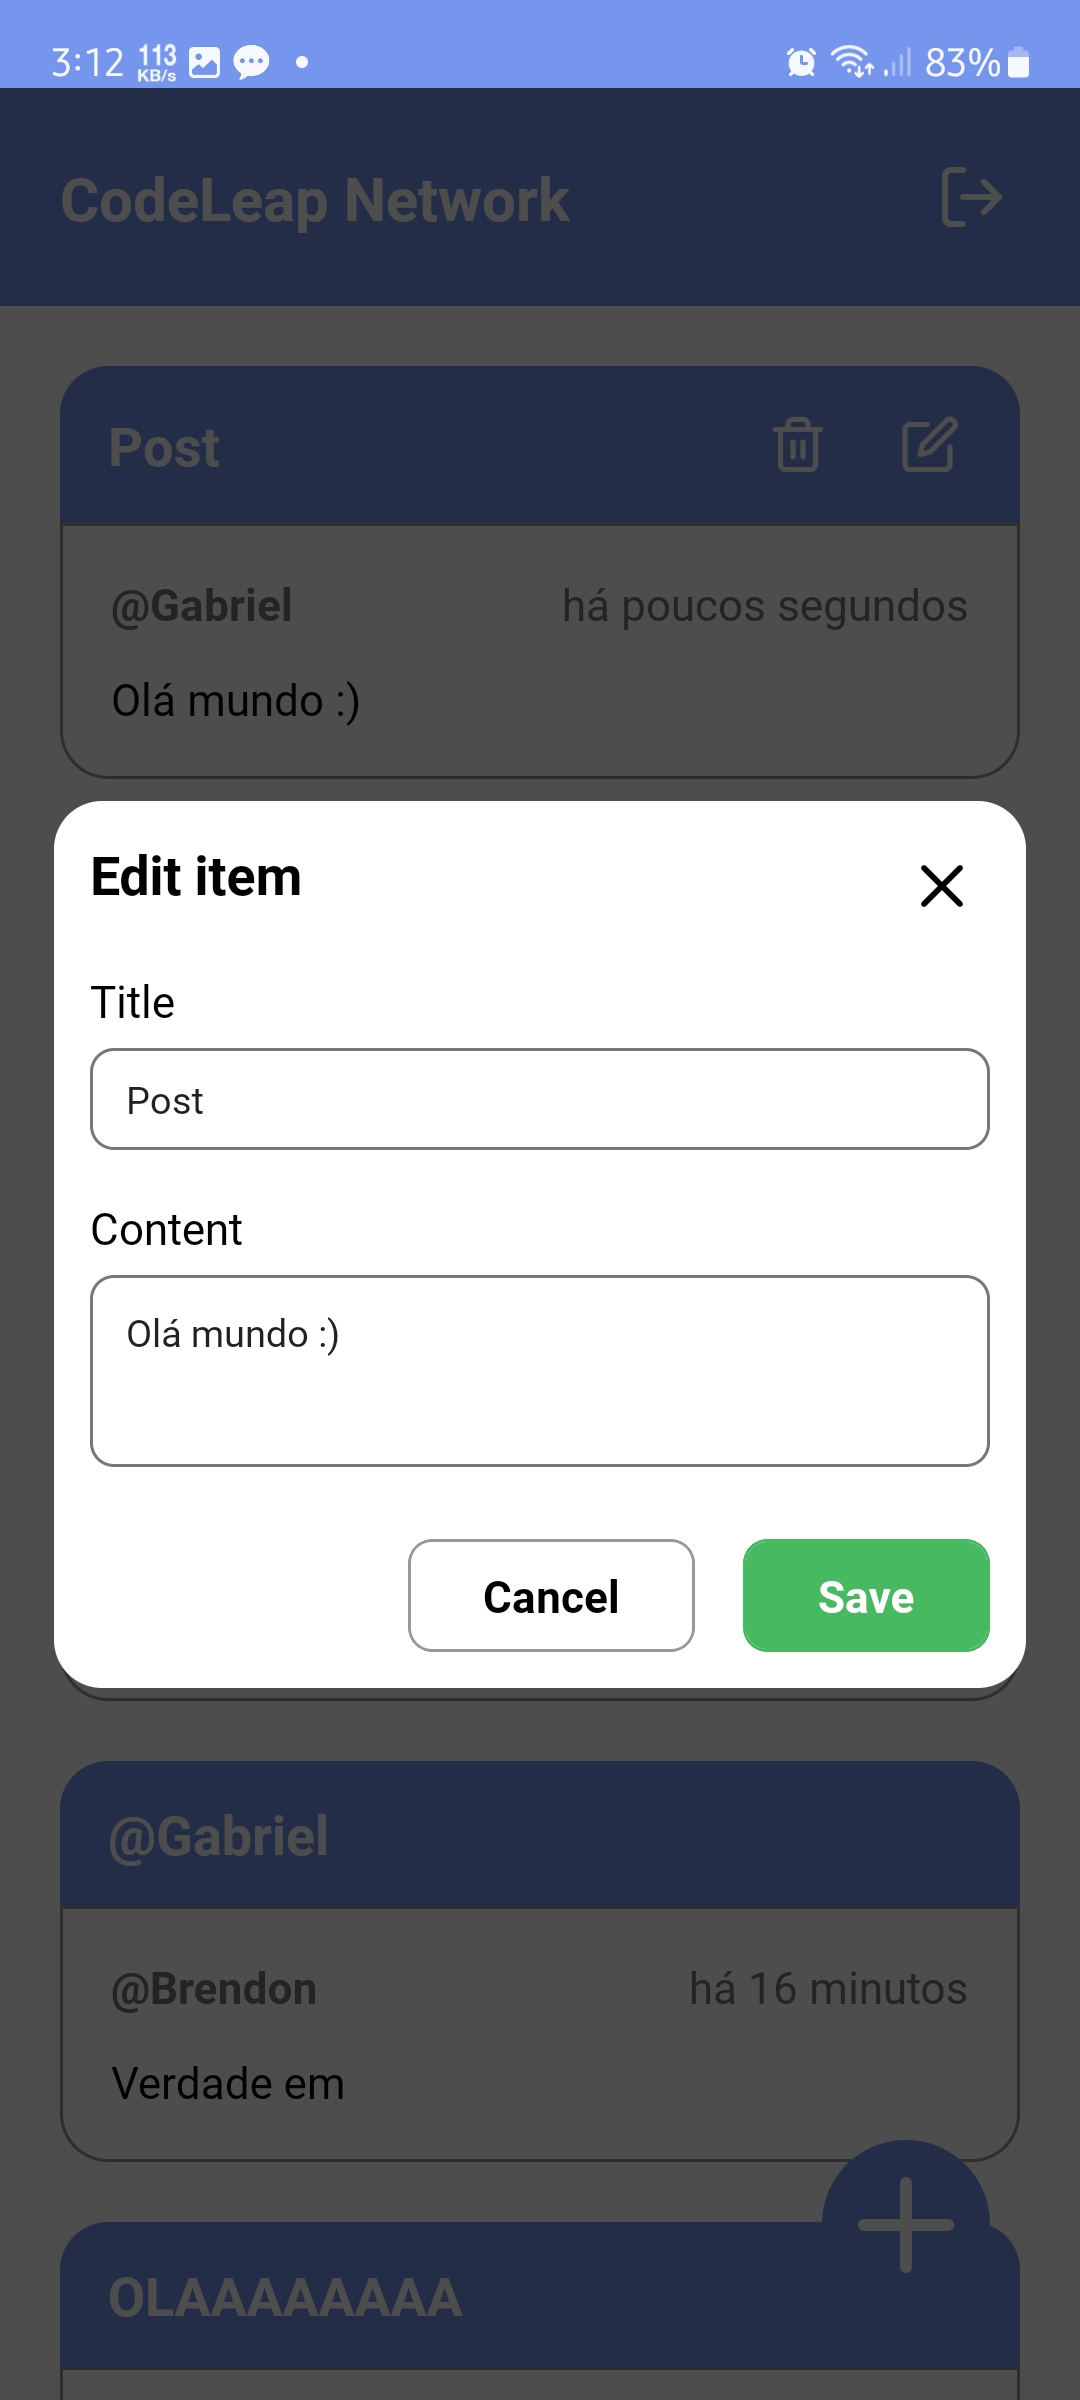 3:12 113 KB/s 83%
CodeLeap Network
Post
@Gabriel há poucos segundos
Olá mundo :)
Edit item
Title
Post
Content
Olá mundo :)
Cancel Save
@Gabriel
@Brendon há 16 minutos
Verdade em
OLAAAAAAAA